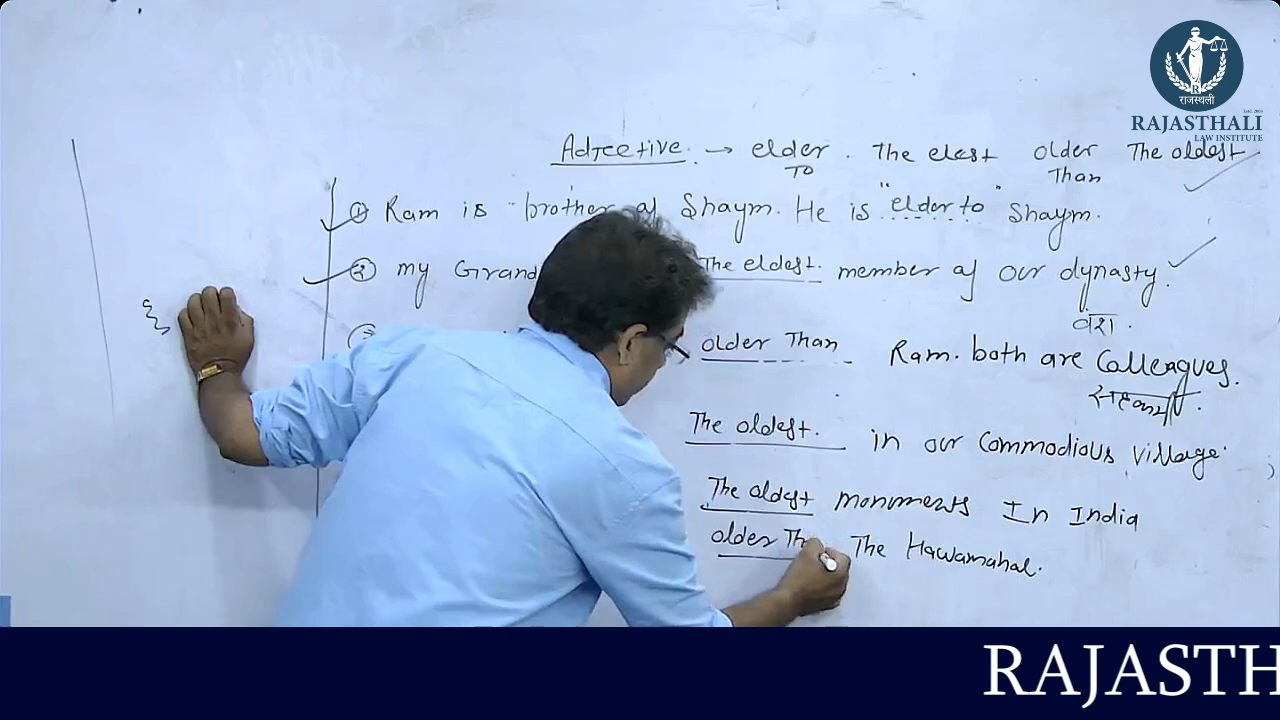 राजस्थली
Estd. 2005
RAJASTHALI
LAW INSTITUTE
Adjective. → elder. The elest older The oldest
To Than
① Ram is brother of Shaym. He is "elder to" Shaym.
② my Grand The eldest. member of our dynasty.
वंश.
③ older Than Ram. both are Colleagues.
सहकर्मी.
The oldest. in our Commodious village.
The oldest monuments In India
older Th The Hawamahal.
RAJASTH